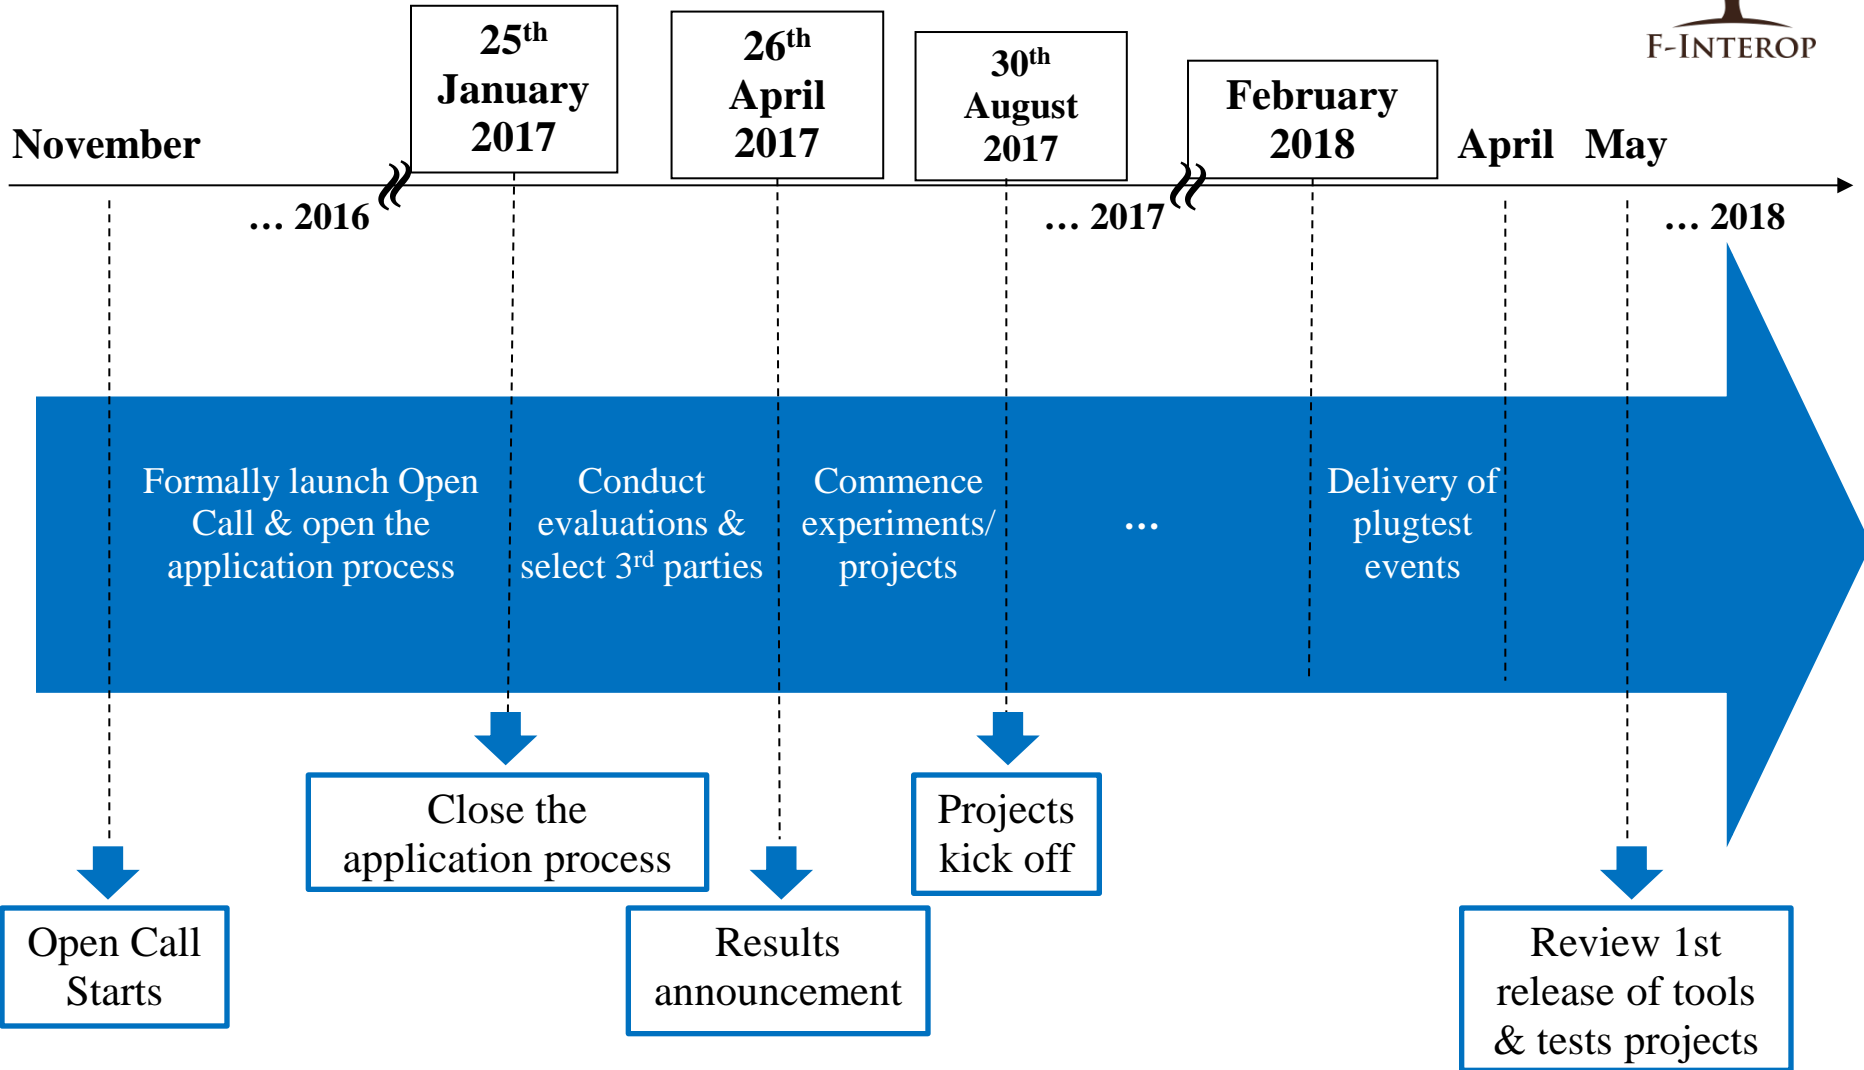 F-INTEROP
25th
January
2017
26th
April
2017
30th
August
2017
February
2018
November
April
May
… 2016
… 2017
… 2018
Formally launch Open
Call & open the
application process
Conduct
evaluations &
select 3rd parties
Commence
experiments/
projects
…
Delivery of
plugtest
events
Close the
application process
Projects
kick off
Open Call
Starts
Results
announcement
Review 1st
release of tools
& tests projects